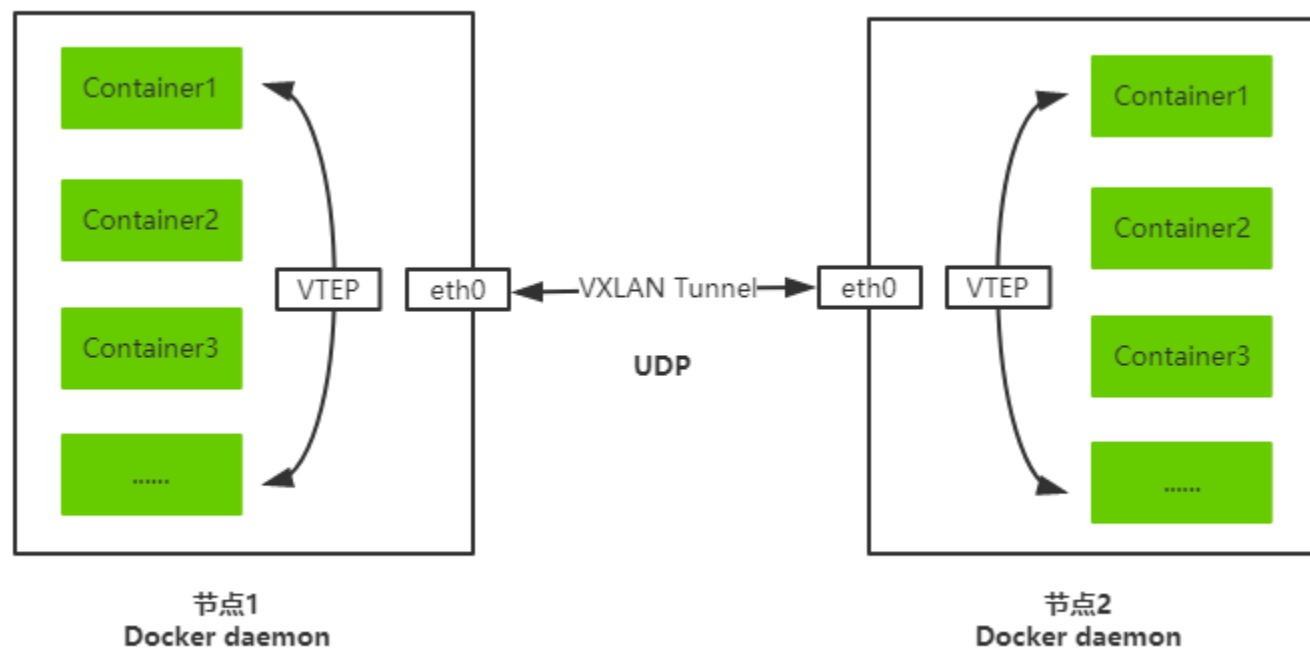 Container1
Container2
Container3
......
VTEP
eth0
VXLAN Tunnel
UDP
eth0
VTEP
Container1
Container2
Container3
......
节点1
Docker daemon
节点2
Docker daemon